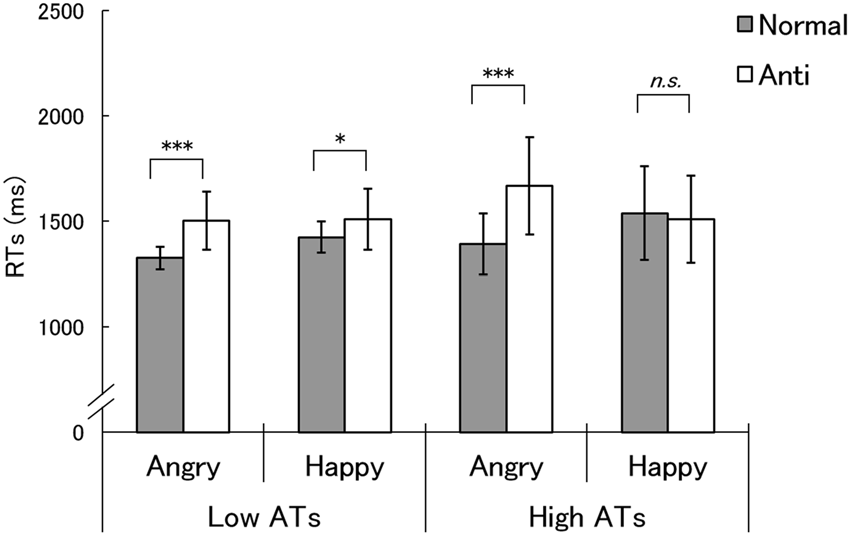 2500
2000
1500
1000
0
RTs (ms)
Normal
Anti
***
*
***
n.s.
Angry
Happy
Angry
Happy
Low ATs
High ATs